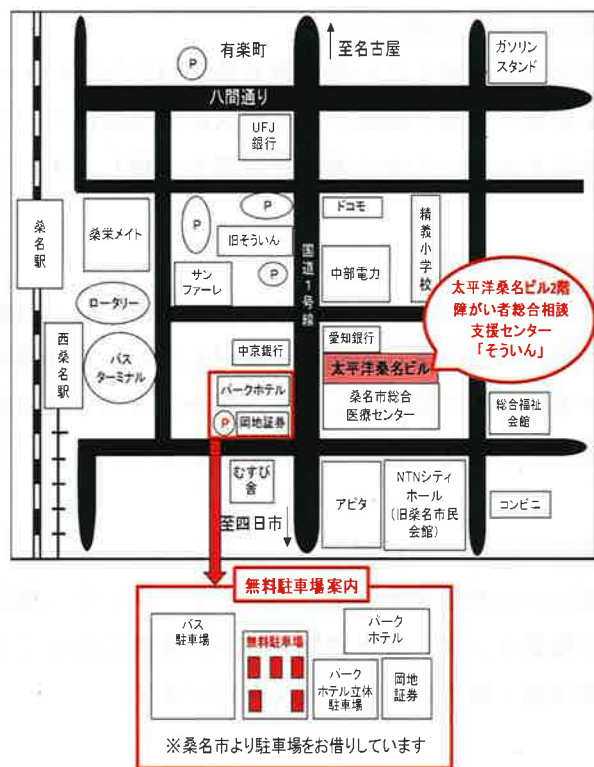 有楽町
↑至名古屋
ガソリン
スタンド
P
八間通り
UFJ
銀行
桑名駅
桑栄メイト
P
P
旧そういん
サン
ファーレ
P
国道1号線
ドコモ
中部電力
精義小学校
太平洋桑名ビル2階
障がい者総合相談
支援センター
「そういん」
ロータリー
西桑名駅
バス
ターミナル
中京銀行
愛知銀行
太平洋桑名ビル
パークホテル
P
岡地証券
桑名市総合
医療センター
総合福祉
会館
むすび
舎
至四日市↓
アピタ
NTNシティ
ホール
(旧桑名市民
会館)
コンビニ
無料駐車場案内
バス
駐車場
無料駐車場
パーク
ホテル
パーク
ホテル立体
駐車場
岡地
証券
※桑名市より駐車場をお借りしています